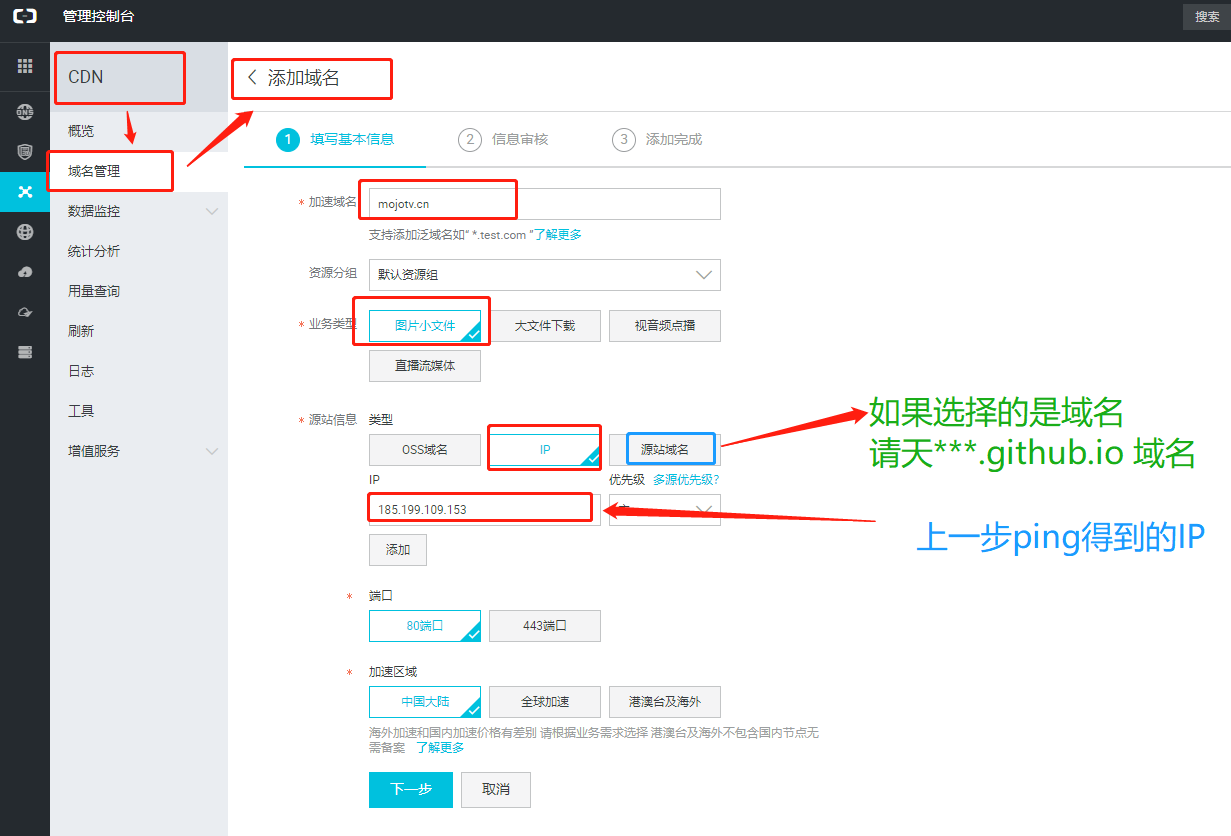 管理控制台
搜索
CDN
添加域名
概览
域名管理
数据监控
统计分析
用量查询
刷新
日志
工具
增值服务
1 填写基本信息
2 信息审核
3 添加完成
* 加速域名
mojotv.cn
支持添加泛域名如“ *.test.com ”了解更多
资源分组
默认资源组
* 业务类型
图片小文件
大文件下载
视音频点播
直播流媒体
* 源站信息
类型
OSS域名
IP
源站域名
如果选择的是域名
请天***.github.io 域名
IP
优先级 多源优先级?
185.199.109.153
上一步ping得到的IP
添加
* 端口
80端口
443端口
* 加速区域
中国大陆
全球加速
港澳台及海外
海外加速和国内加速价格有差别 请根据业务需求选择 港澳台及海外不包含国内节点无
需备案 了解更多
下一步
取消